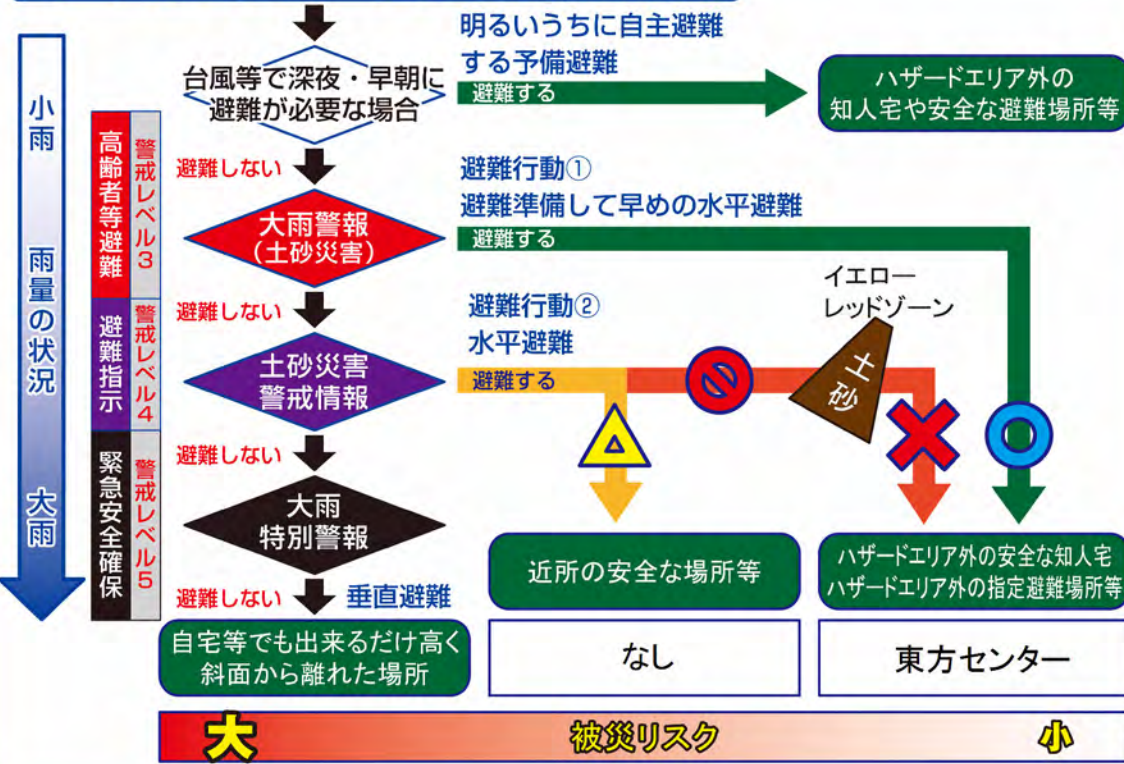 明るいうちに自主避難
する予備避難
台風等で深夜・早朝に
避難が必要な場合
避難する
ハザードエリア外の
知人宅や安全な避難場所等
小雨
雨量の状況
大雨
高齢者等避難
警戒レベル3
避難しない
避難行動①
避難準備して早めの水平避難
大雨警報
(土砂災害)
避難する
イエロー
レッドゾーン
避難指示
警戒レベル4
避難しない
避難行動②
水平避難
土砂災害
警戒情報
避難する
土砂
緊急安全確保
警戒レベル5
避難しない
大雨
特別警報
近所の安全な場所等
ハザードエリア外の安全な知人宅
ハザードエリア外の指定避難場所等
避難しない
垂直避難
自宅等でも出来るだけ高く
斜面から離れた場所
なし
東方センター
大
被災リスク
小